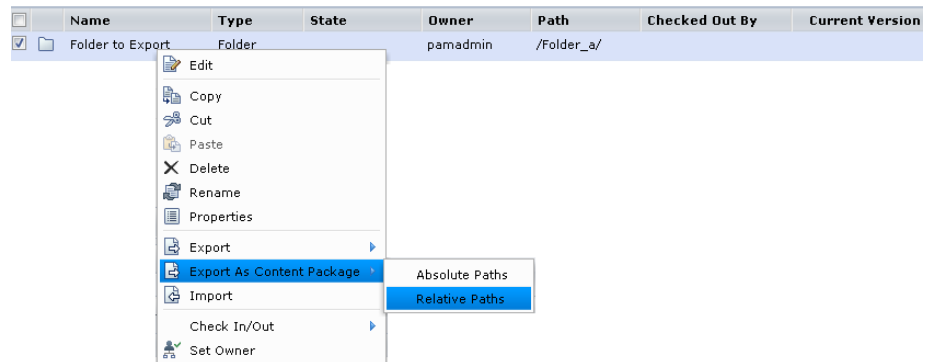 Name Type State Owner Path Checked Out By Current Version
Folder to Export Folder pamadmin /Folder_a/
Edit
Copy
Cut
Paste
Delete
Rename
Properties
Export
Export As Content Package
Absolute Paths
Relative Paths
Import
Check In/Out
Set Owner